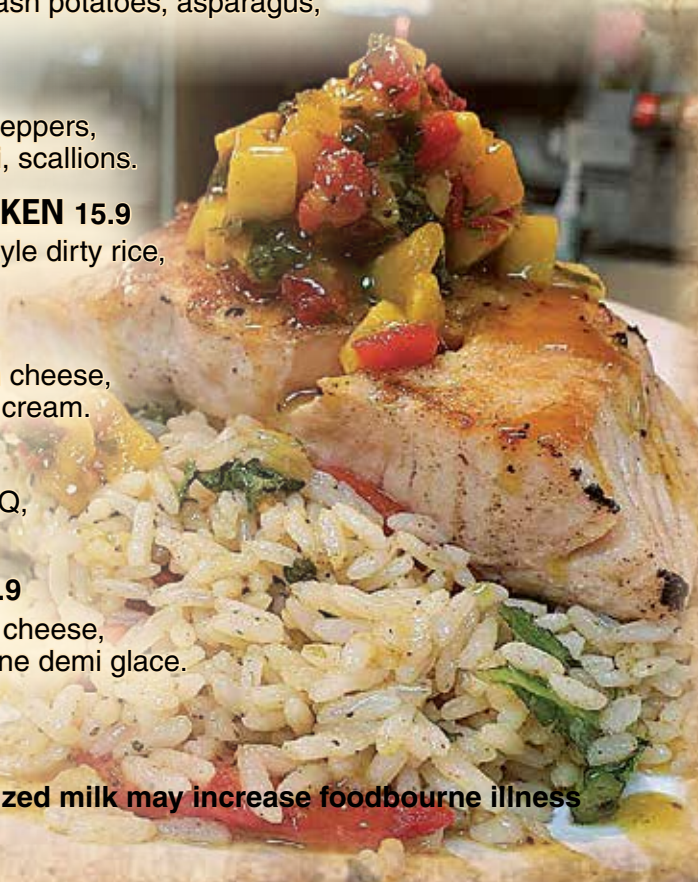 ash potatoes, asparagus,
eppers,
, scallions.
KEN 15.9
yle dirty rice,
cheese,
cream.
Q,
.9
cheese,
ne demi glace.
zed milk may increase foodbourne illness